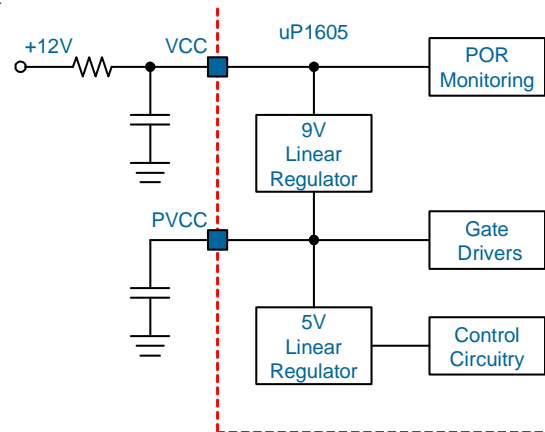 uP1605
+12V
VCC
POR
Monitoring
9V
Linear
Regulator
PVCC
Gate
Drivers
5V
Linear
Regulator
Control
Circuitry